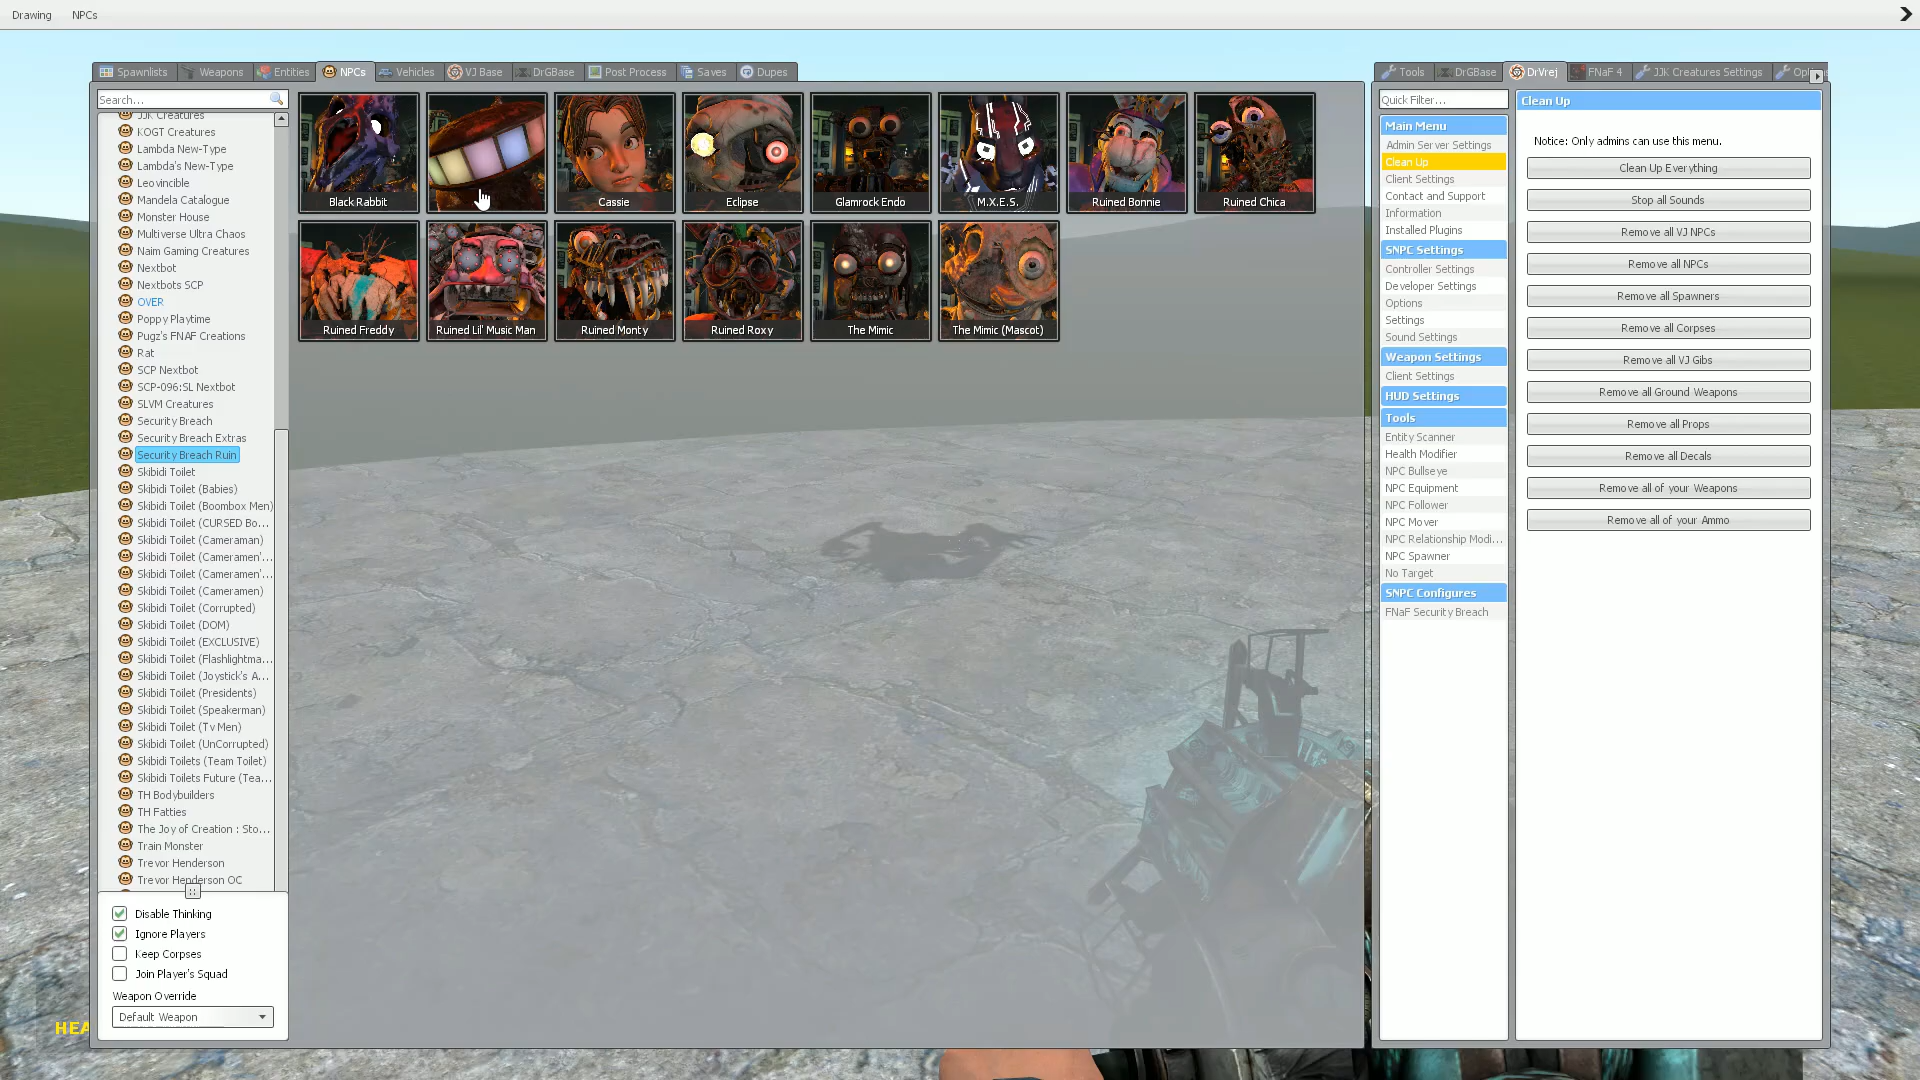 Drawing NPCs
Spawnlists Weapons Entities NPCs Vehicles VJ Base DrGBase Post Process Saves Dupes
Tools DrGBase DrVrej FNaF 4 JJK Creatures Settings
Search...
JJK Creatures
KOGT Creatures
Lambda New-Type
Lambda's New-Type
Leovincible
Mandela Catalogue
Monster House
Multiverse Ultra Chaos
Naim Gaming Creatures
Nextbot
Nextbots SCP
OVER
Poppy Playtime
Pugz's FNAF Creations
Rat
SCP Nextbot
SCP-096:SL Nextbot
SLVM Creatures
Security Breach
Security Breach Extras
Security Breach Ruin
Skibidi Toilet
Skibidi Toilet (Babies)
Skibidi Toilet (Boombox Men)
Skibidi Toilet (CURSED Bo...
Skibidi Toilet (Cameraman)
Skibidi Toilet (Cameramen'...
Skibidi Toilet (Cameramen'...
Skibidi Toilet (Cameramen)
Skibidi Toilet (Corrupted)
Skibidi Toilet (DOM)
Skibidi Toilet (EXCLUSIVE)
Skibidi Toilet (Flashlightma...
Skibidi Toilet (Joystick's A...
Skibidi Toilet (Presidents)
Skibidi Toilet (Speakerman)
Skibidi Toilet (Tv Men)
Skibidi Toilet (UnCorrupted)
Skibidi Toilets (Team Toilet)
Skibidi Toilets Future (Tea...
TH Bodybuilders
TH Fatties
The Joy of Creation : Sto...
Train Monster
Trevor Henderson
Trevor Henderson OC
Disable Thinking
Ignore Players
Keep Corpses
Join Player's Squad
Weapon Override
Default Weapon
HEA
Black Rabbit
Cassie
Eclipse
Glamrock Endo
M.X.E.S.
Ruined Bonnie
Ruined Chica
Ruined Freddy
Ruined Lil' Music Man
Ruined Monty
Ruined Roxy
The Mimic
The Mimic (Mascot)
Quick Filter...
Main Menu
Admin Server Settings
Clean Up
Client Settings
Contact and Support
Information
Installed Plugins
SNPC Settings
Controller Settings
Developer Settings
Options
Settings
Sound Settings
Weapon Settings
Client Settings
HUD Settings
Tools
Entity Scanner
Health Modifier
NPC Bullseye
NPC Equipment
NPC Follower
NPC Mover
NPC Relationship Modi...
NPC Spawner
No Target
SNPC Configures
FNaF Security Breach
Clean Up
Notice: Only admins can use this menu.
Clean Up Everything
Stop all Sounds
Remove all VJ NPCs
Remove all NPCs
Remove all Spawners
Remove all Corpses
Remove all VJ Gibs
Remove all Ground Weapons
Remove all Props
Remove all Decals
Remove all of your Weapons
Remove all of your Ammo